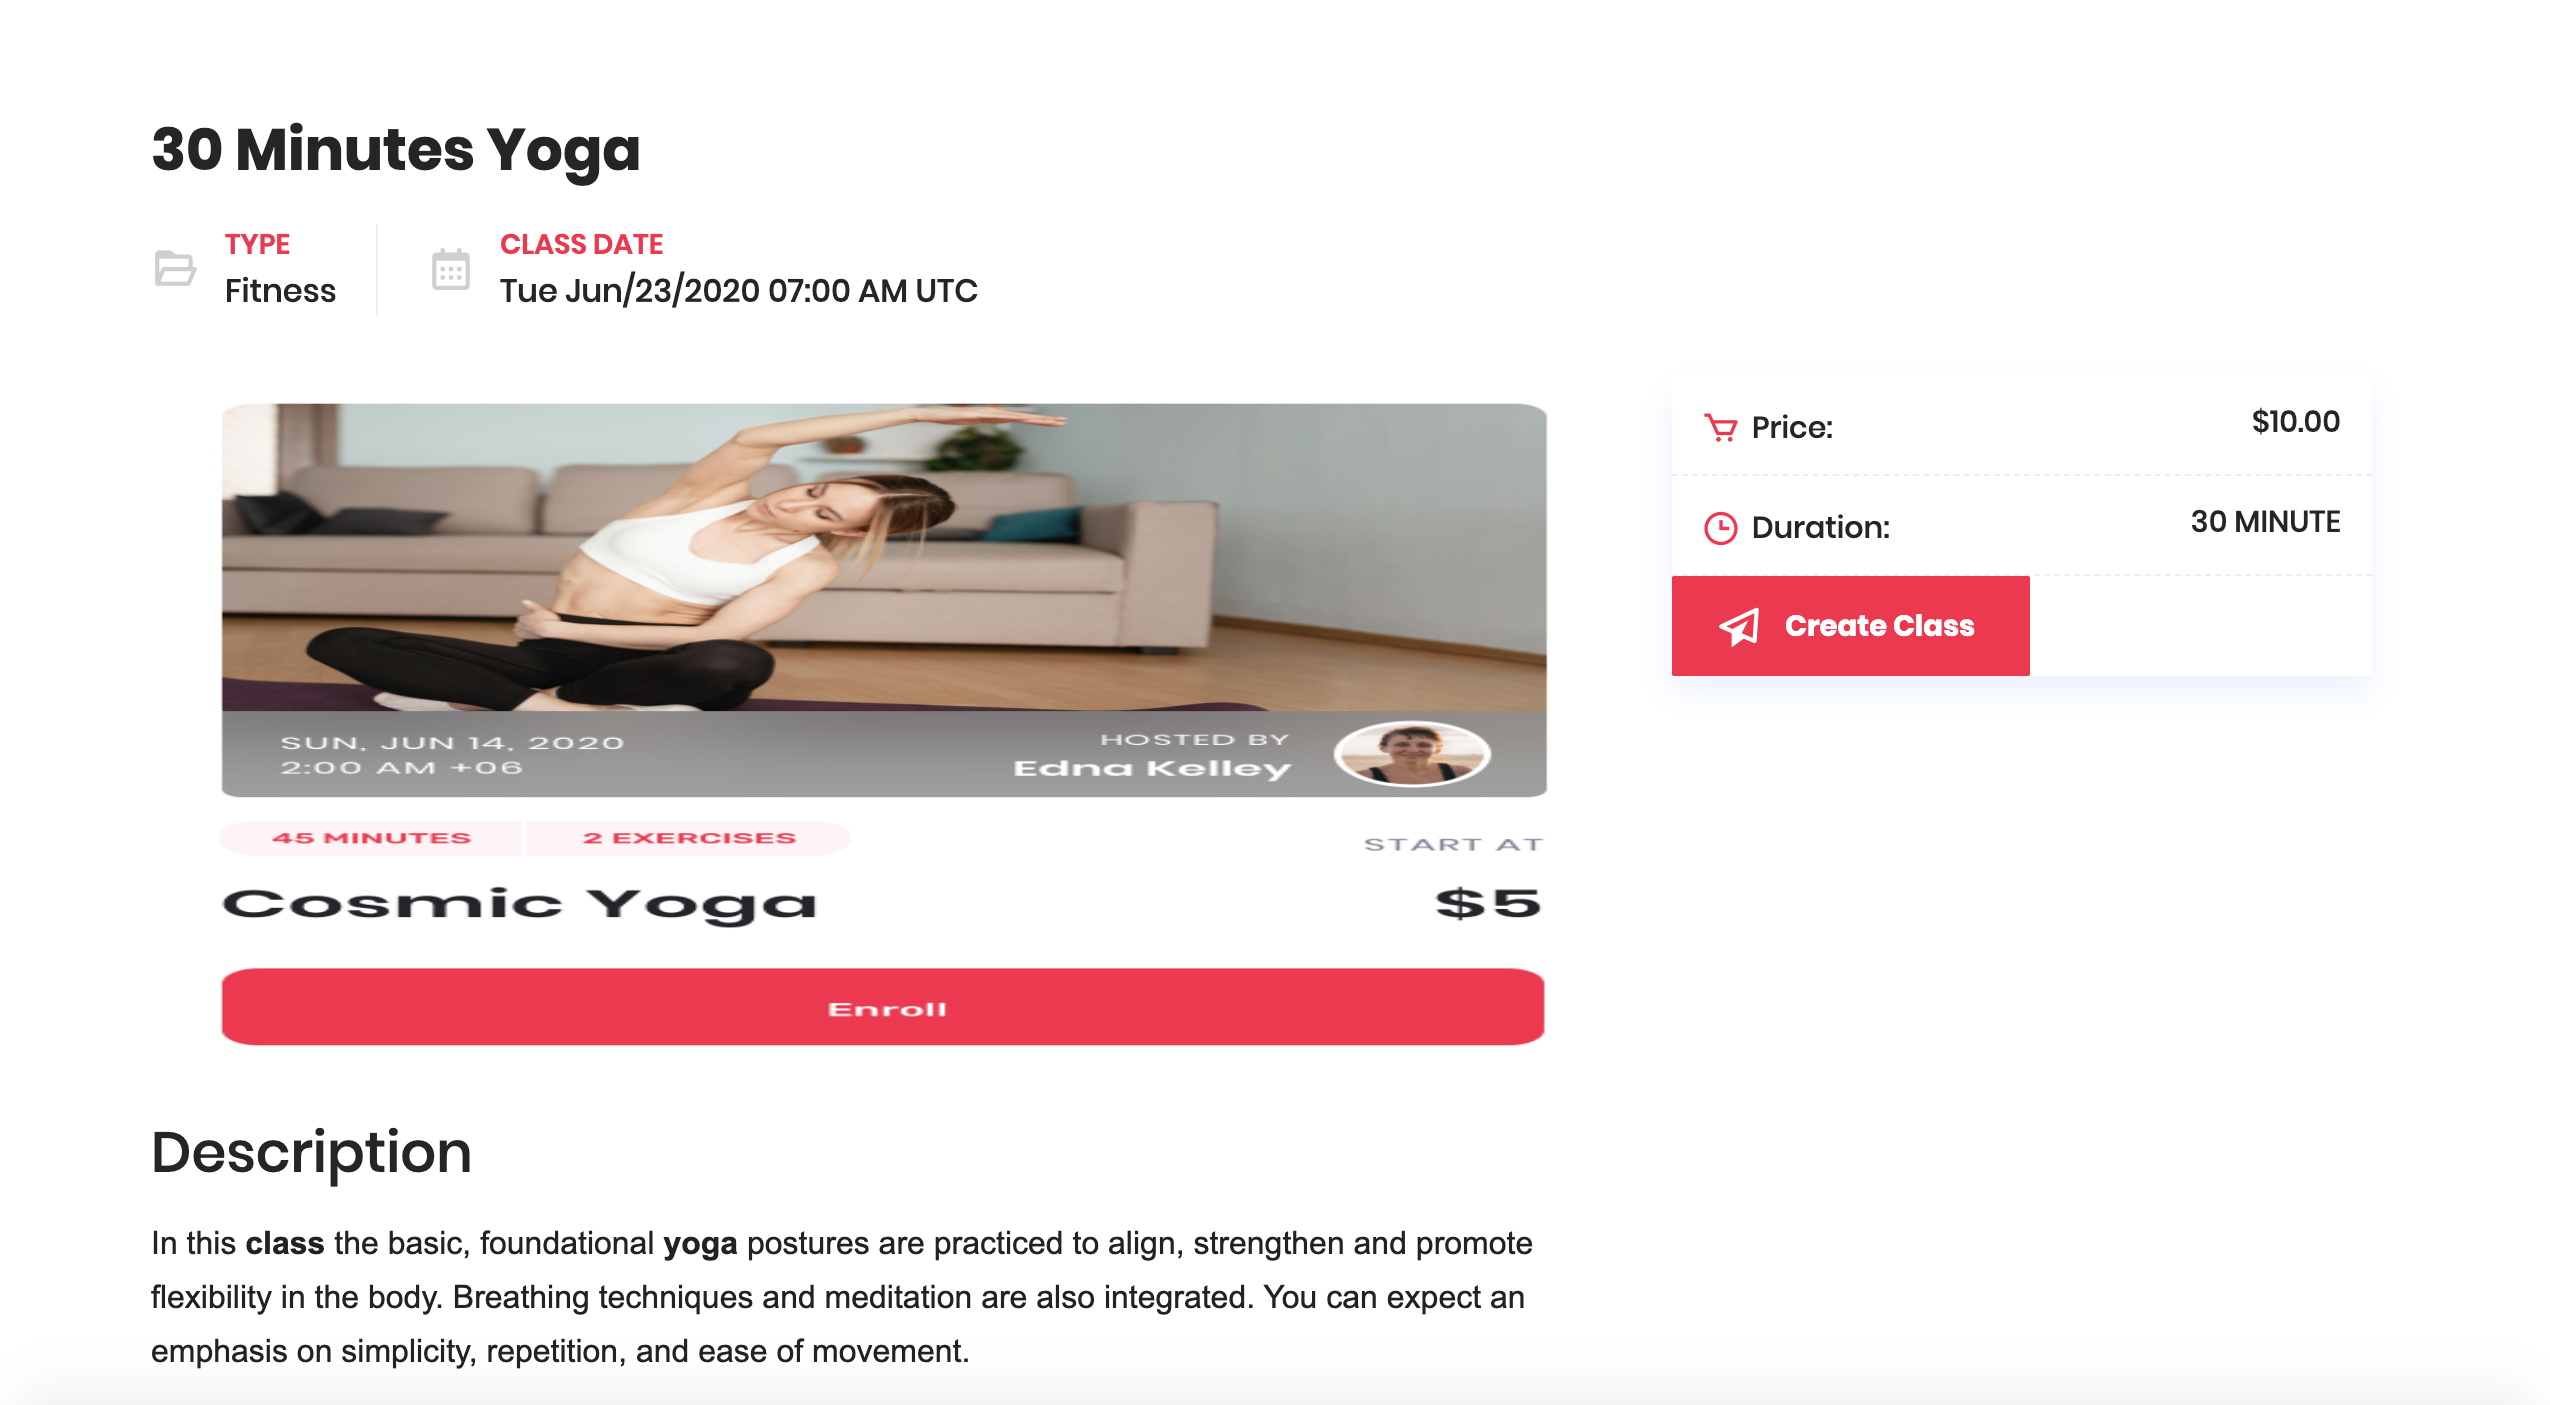 30 Minutes Yoga
TYPE
Fitness
CLASS DATE
Tue Jun/23/2020 07:00 AM UTC
SUN, JUN 14, 2020
2:00 AM +06
HOSTED BY
Edna Kelley
45 MINUTES
2 EXERCISES
START AT
Cosmic Yoga
$5
Enroll
Price:
$10.00
Duration:
30 MINUTE
Create Class
Description
In this class the basic, foundational yoga postures are practiced to align, strengthen and promote
flexibility in the body. Breathing techniques and meditation are also integrated. You can expect an
emphasis on simplicity, repetition, and ease of movement.